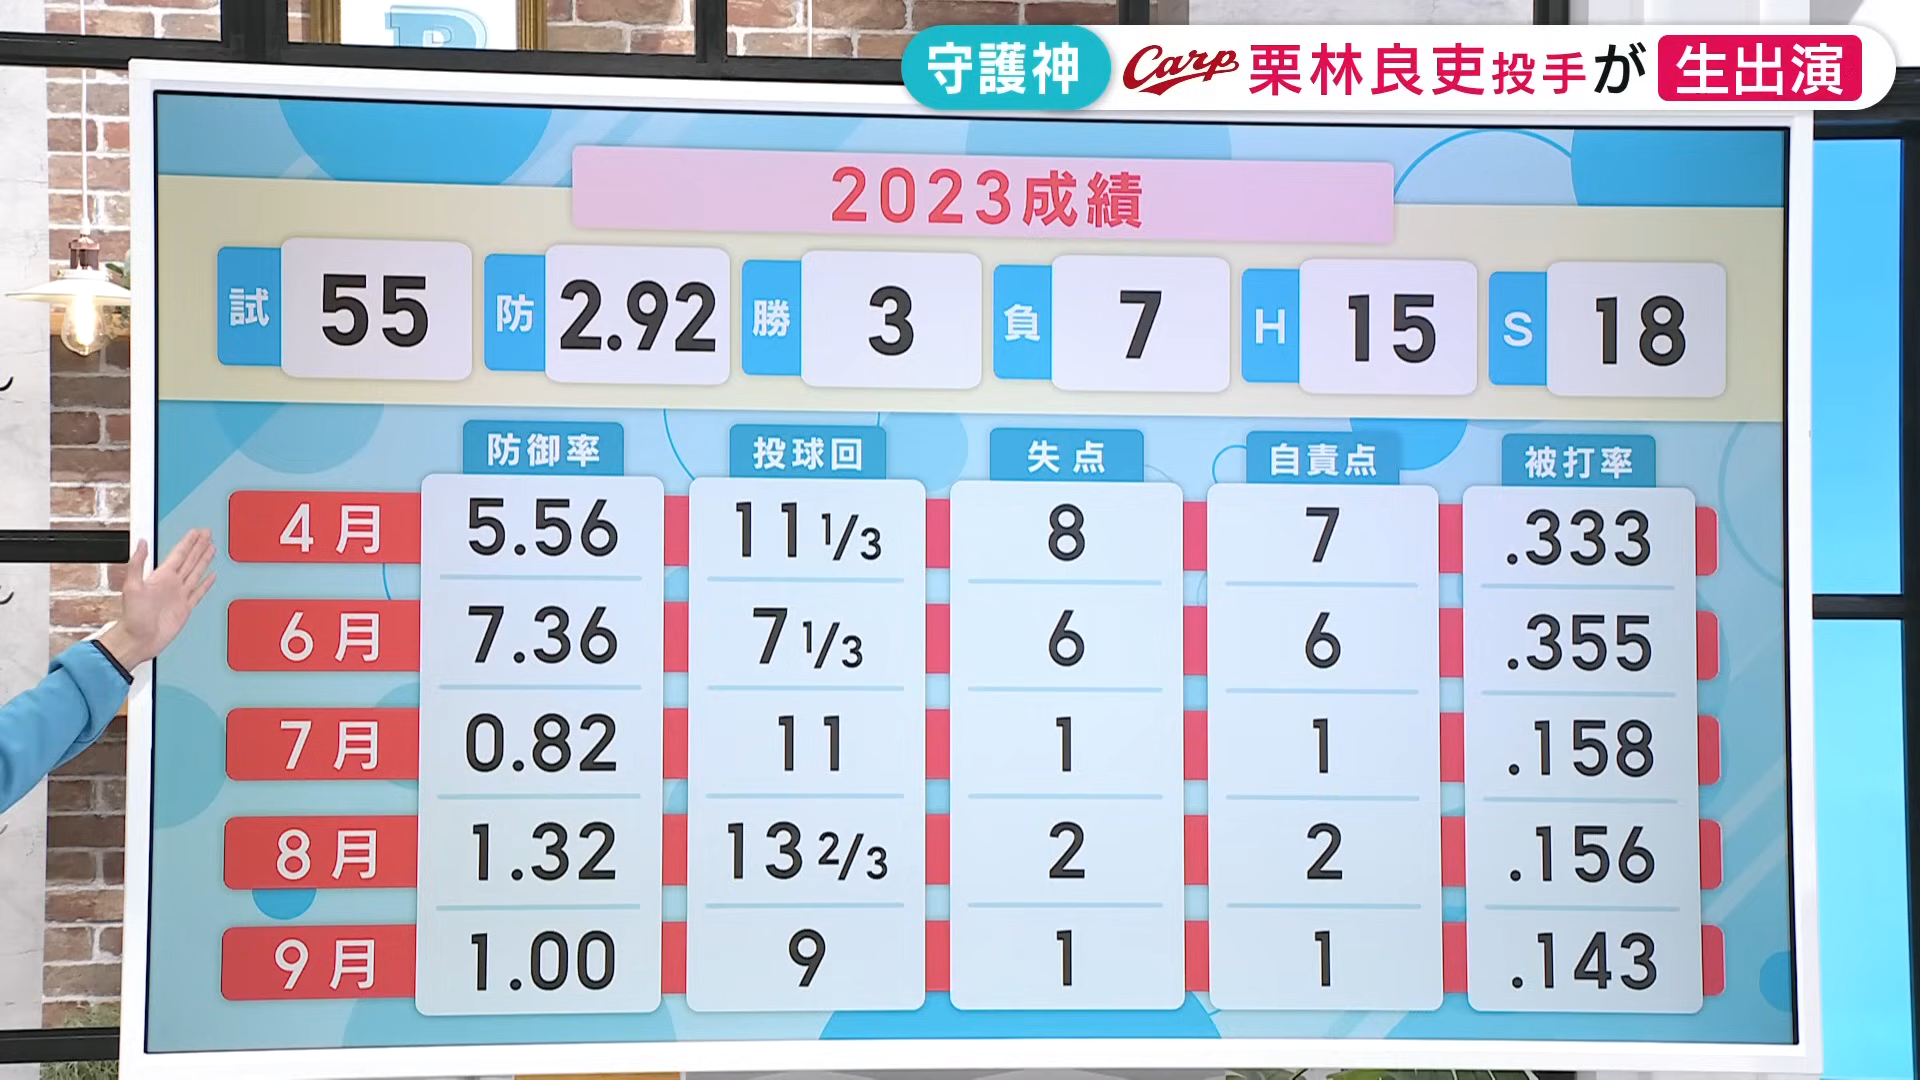 守護神 Carp 栗林良吏投手が 生出演
2023成績
試 55 防 2.92 勝 3 負 7 H 15 S 18
防御率 投球回 失点 自責点 被打率
4月 5.56 11 1/3 8 7 .333
6月 7.36 7 1/3 6 6 .355
7月 0.82 11 1 1 .158
8月 1.32 13 2/3 2 2 .156
9月 1.00 9 1 1 .143